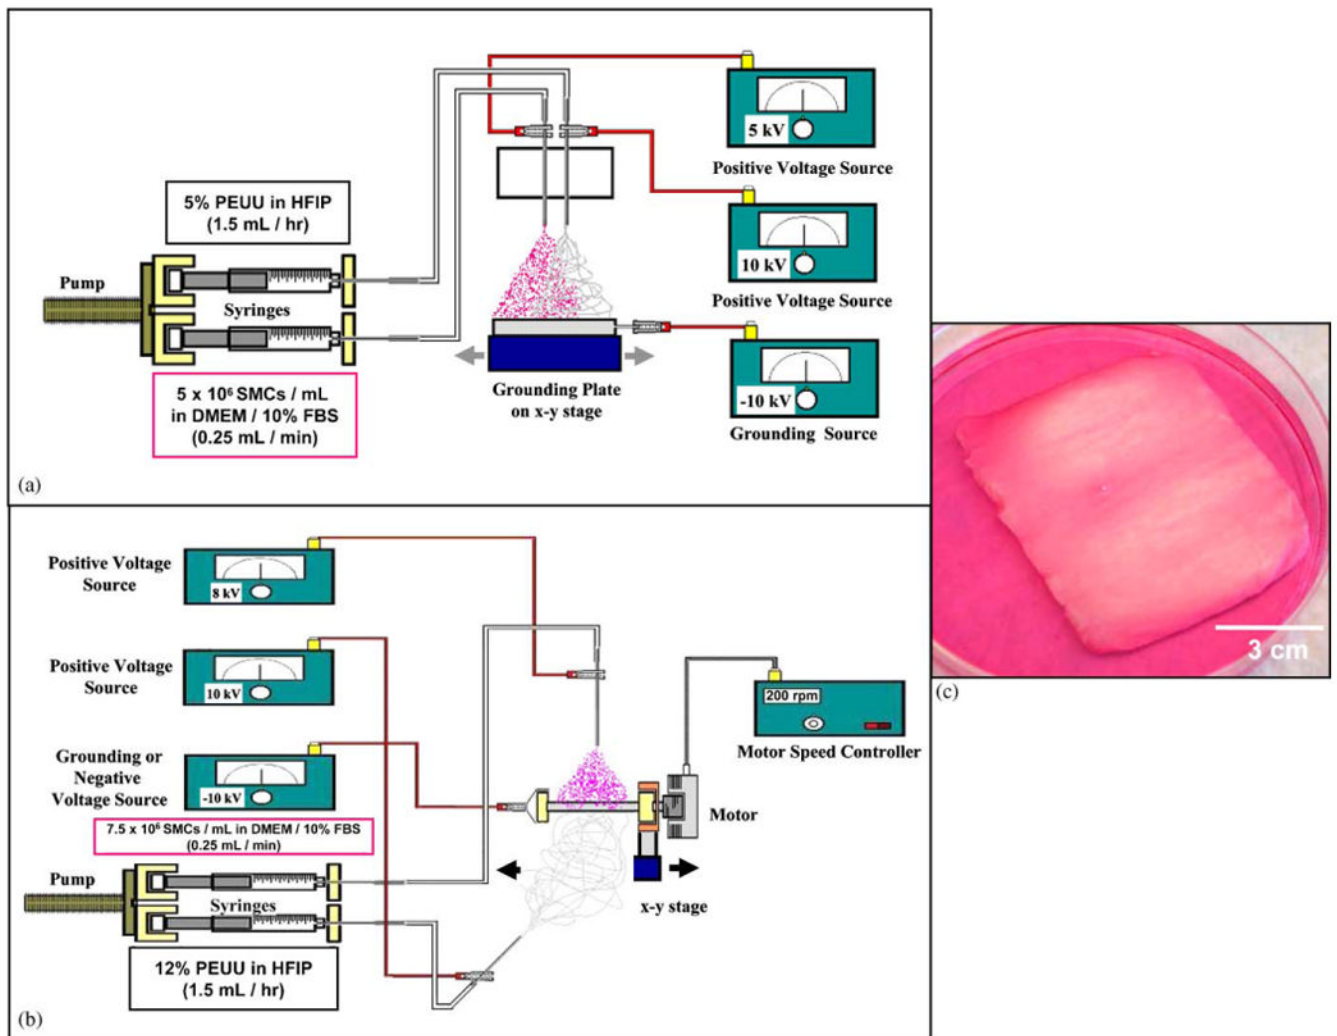 5 kV
Positive Voltage Source
5% PEUU in HFIP
(1.5 mL / hr)
10 kV
Pump
Positive Voltage Source
Syringes
5 x 10⁶ SMCs / mL
in DMEM / 10% FBS
(0.25 mL / min)
Grounding Plate
on x-y stage
-10 kV
Grounding Source
(a)
Positive Voltage
Source
8 kV
Positive Voltage
Source
10 kV
200 rpm
Motor Speed Controller
Grounding or
Negative
Voltage Source
-10 kV
Motor
7.5 x 10⁶ SMCs / mL in DMEM / 10% FBS
(0.25 mL / min)
Pump
Syringes
x-y stage
12% PEUU in HFIP
(1.5 mL / hr)
(b)
3 cm
(c)